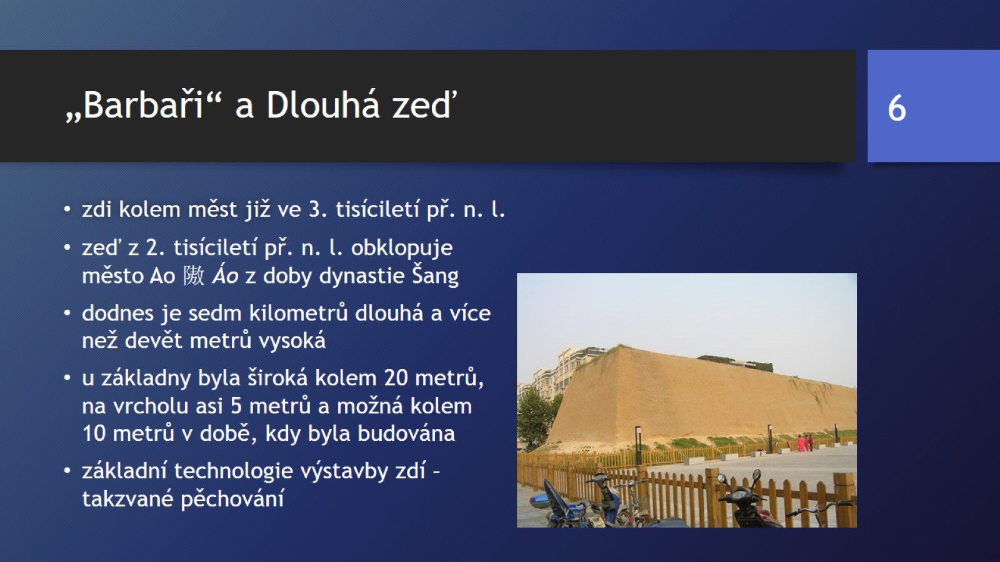 „Barbaři“ a Dlouhá zeď
6
• zdi kolem měst již ve 3. tisíciletí př. n. l.
• zeď z 2. tisíciletí př. n. l. obklopuje
město Ao 隞 Áo z doby dynastie Šang
• dodnes je sedm kilometrů dlouhá a více
než devět metrů vysoká
• u základny byla široká kolem 20 metrů,
na vrcholu asi 5 metrů a možná kolem
10 metrů v době, kdy byla budována
• základní technologie výstavby zdí –
takzvané pěchování